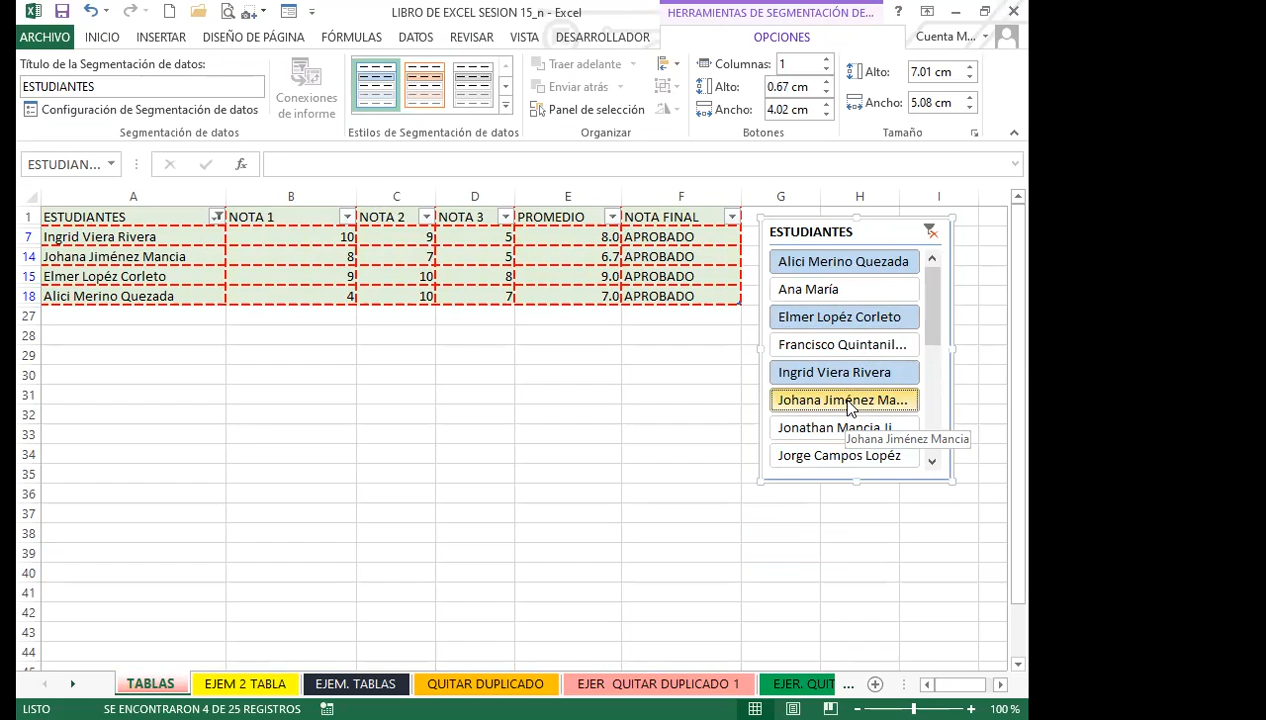 LIBRO DE EXCEL SESION 15_n - Excel
HERRAMIENTAS DE SEGMENTACIÓN DE...
?
ARCHIVO INICIO INSERTAR DISEÑO DE PÁGINA FÓRMULAS DATOS REVISAR VISTA DESARROLLADOR OPCIONES Cuenta M...
Título de la Segmentación de datos:
ESTUDIANTES
Configuración de Segmentación de datos
Segmentación de datos
Conexiones
de informe
Estilos de Segmentación de datos
Traer adelante
Enviar atrás
Panel de selección
Organizar
Columnas: 1
Alto: 0.67 cm
Ancho: 4.02 cm
Botones
Alto: 7.01 cm
Ancho: 5.08 cm
Tamaño
ESTUDIAN... fx
A B C D E F G H I
1 ESTUDIANTES NOTA 1 NOTA 2 NOTA 3 PROMEDIO NOTA FINAL
7 Ingrid Viera Rivera 10 9 5 8.0 APROBADO
14 Johana Jiménez Mancia 8 7 5 6.7 APROBADO
15 Elmer Lopéz Corleto 9 10 8 9.0 APROBADO
18 Alici Merino Quezada 4 10 7 7.0 APROBADO
27
28
29
30
31
32
33
34
35
36
37
38
39
40
41
42
43
44
ESTUDIANTES
Alici Merino Quezada
Ana María
Elmer Lopéz Corleto
Francisco Quintanil...
Ingrid Viera Rivera
Johana Jiménez Ma...
Jonathan Mancia Ji
Johana Jiménez Mancia
Jorge Campos Lopéz
TABLAS EJEM 2 TABLA EJEM. TABLAS QUITAR DUPLICADO EJER QUITAR DUPLICADO 1 EJER. QUIT ...
LISTO SE ENCONTRARON 4 DE 25 REGISTROS 100 %